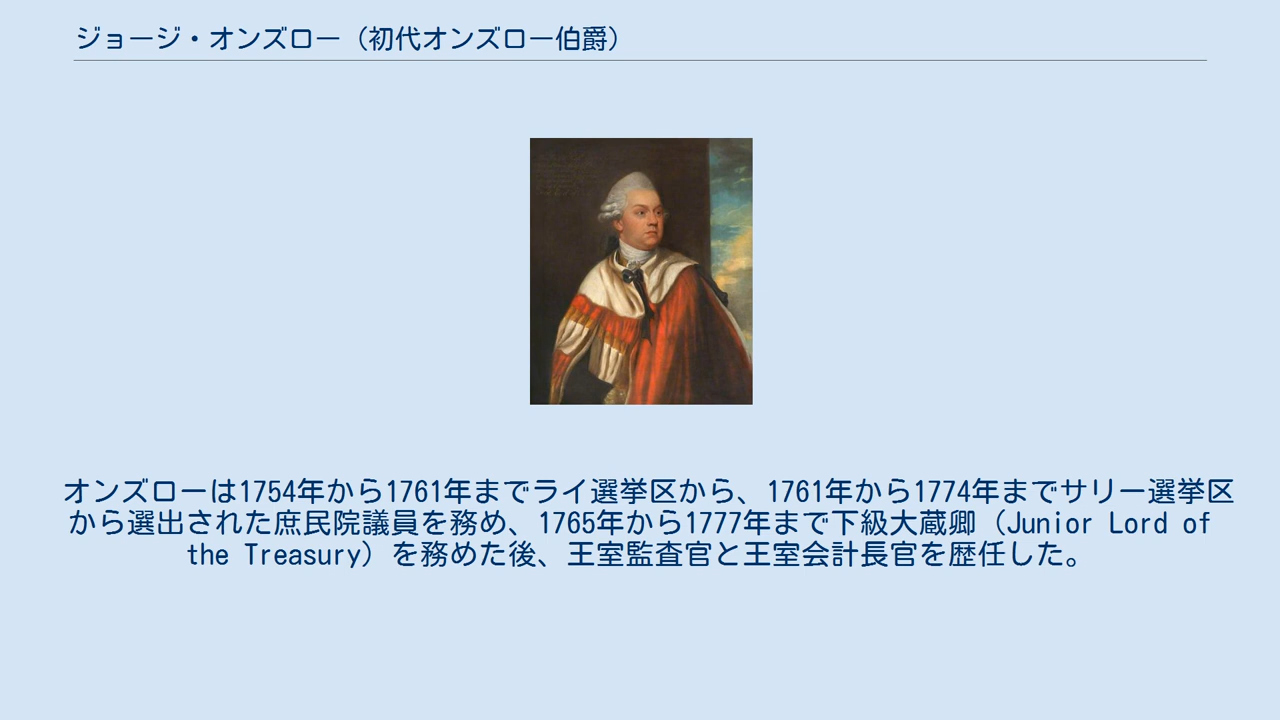 ジョージ・オンズロー（初代オンズロー伯爵）
オンズローは1754年から1761年までライ選挙区から、1761年から1774年までサリー選挙区
から選出された庶民院議員を務め、1765年から1777年まで下級大蔵卿（Junior Lord of
the Treasury）を務めた後、王室監査官と王室会計長官を歴任した。